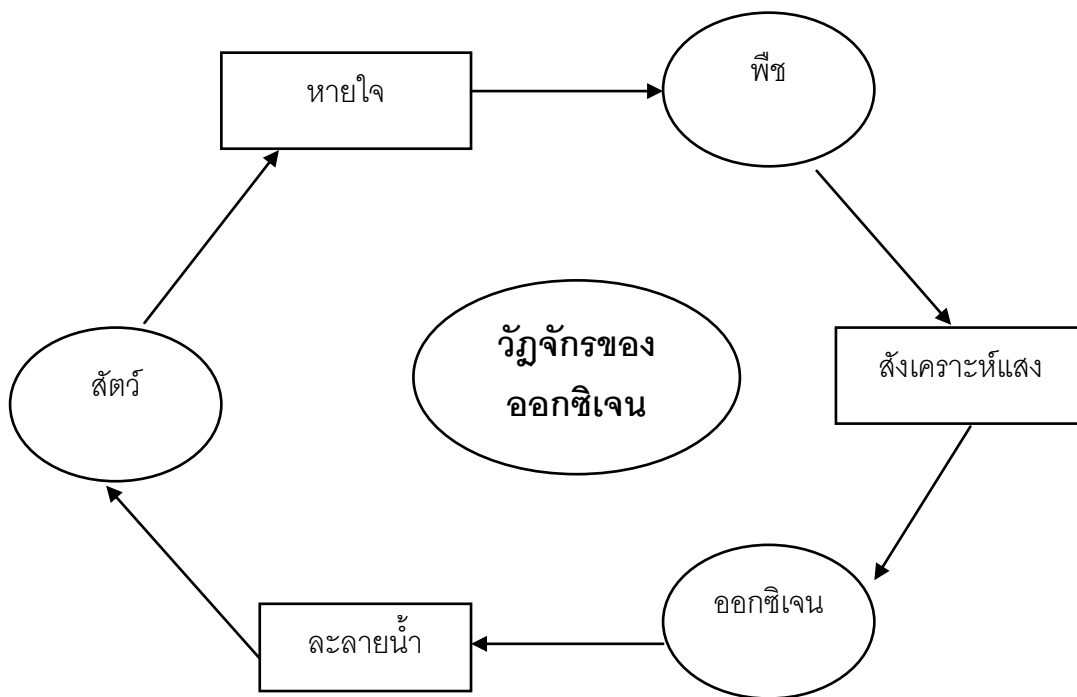 หายใจ
พืช
วัฏจักรของ
ออกซิเจน
สังเคราะห์แสง
สัตว์
ออกซิเจน
ละลายน้ำ